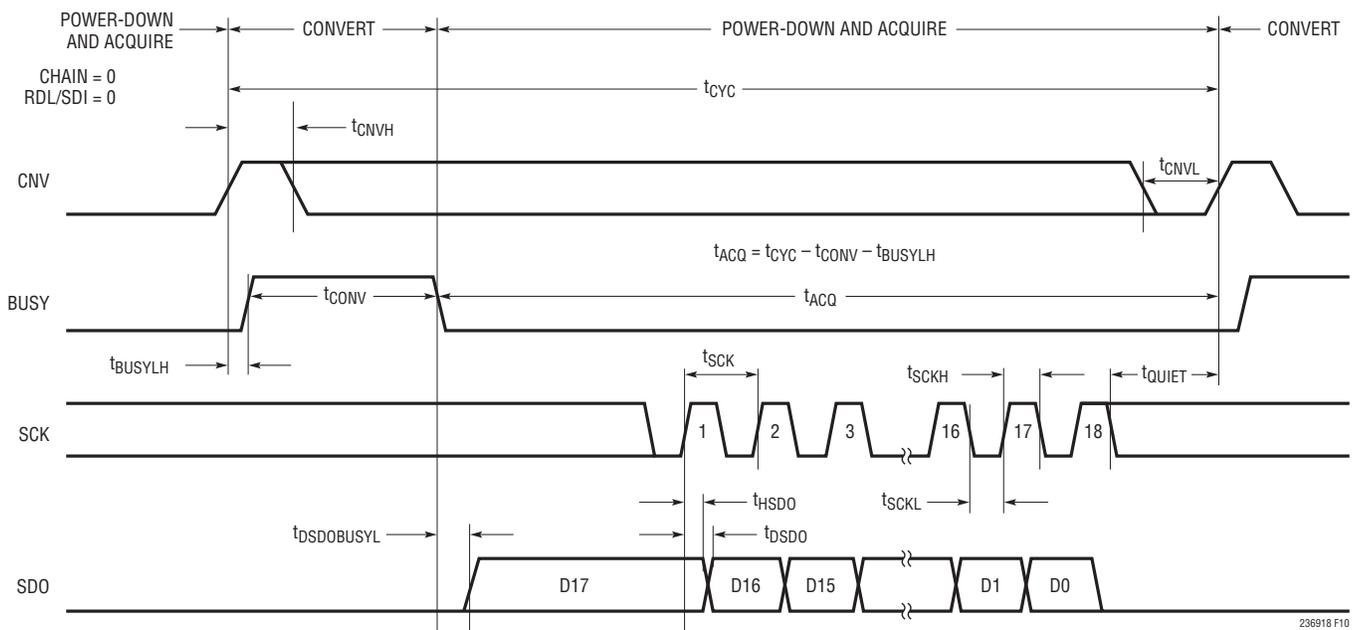 POWER-DOWN
AND ACQUIRE
CONVERT
POWER-DOWN AND ACQUIRE
CONVERT
CHAIN = 0
RDL/SDI = 0
tCYC
tCNVH
CNV
tCNVL
tACQ = tCYC – tCONV – tBUSYLH
BUSY
tCONV
tACQ
tBUSYLH
tSCK
tSCKH
tQUIET
SCK
1
2
3
16
17
18
tHSDO
tSCKL
tDSDOBUSYL
tDSDO
SDO
D17
D16
D15
D1
D0
236918 F10